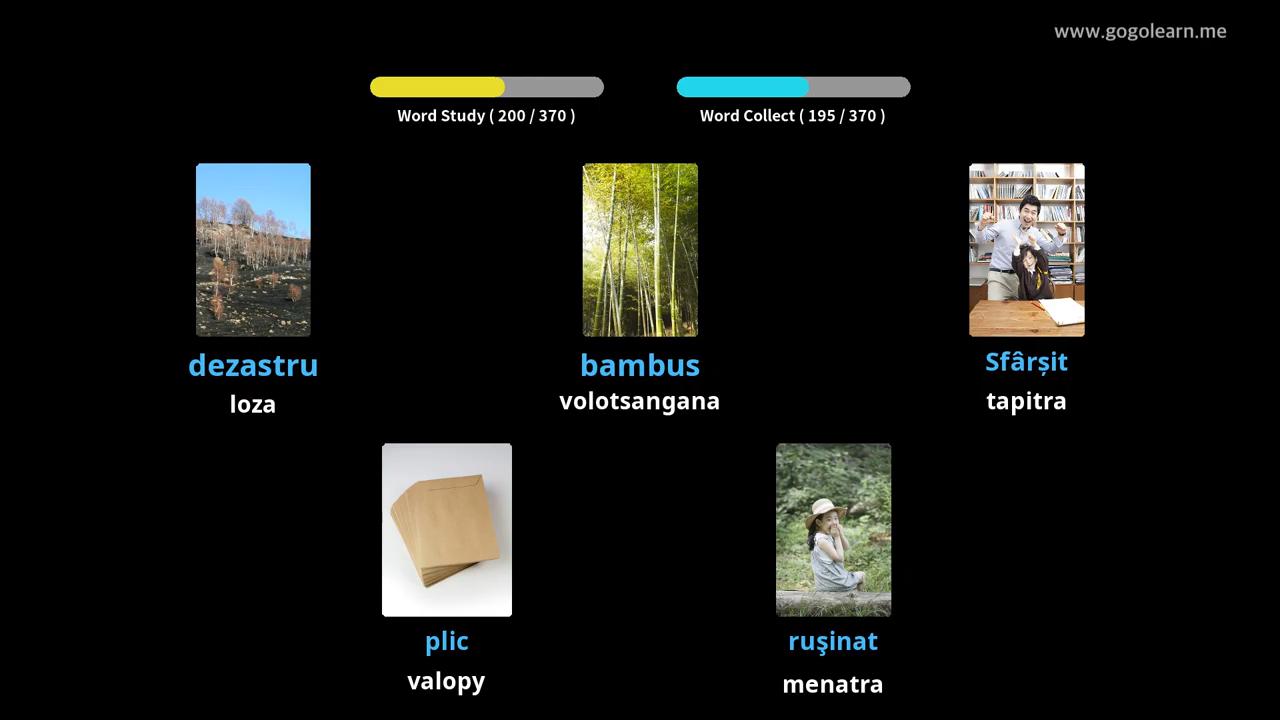 www.gogolearn.me
Word Study ( 200 / 370 )
Word Collect ( 195 / 370 )
dezastru
loza
bambus
volotsangana
Sfârșit
tapitra
plic
valopy
ruşinat
menatra